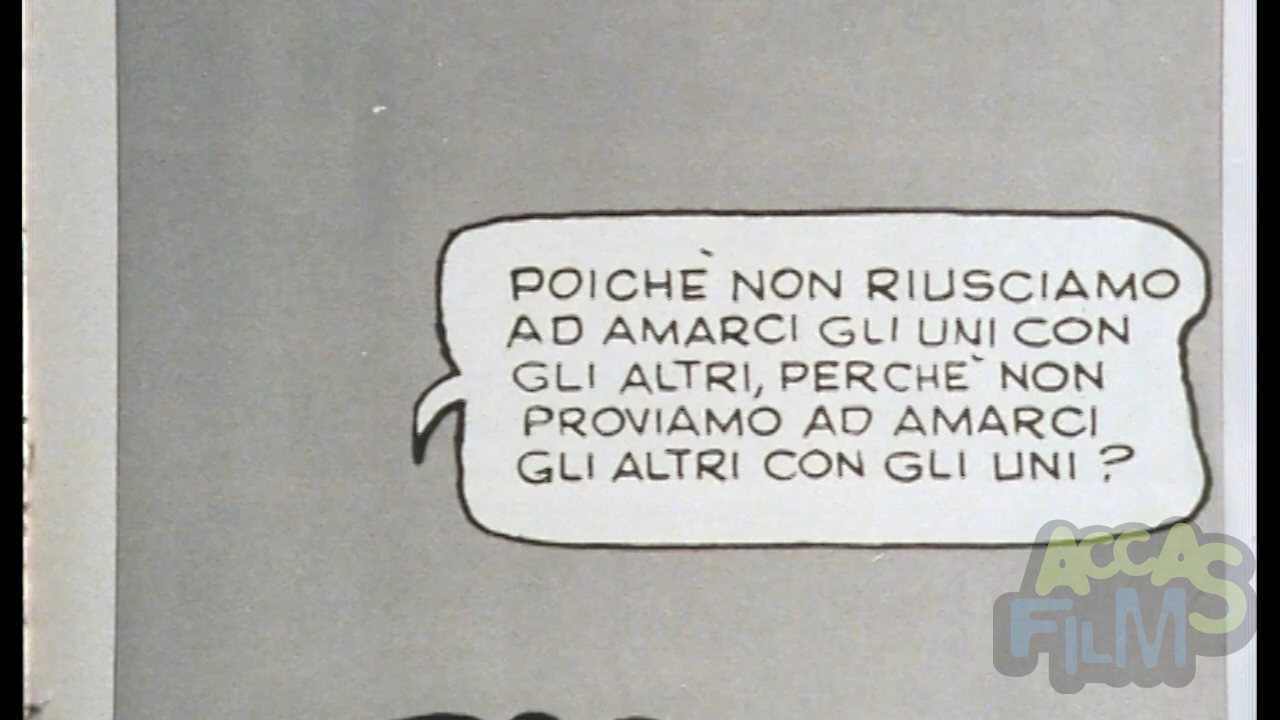 POICHÈ NON RIUSCIAMO
AD AMARCI GLI UNI CON
GLI ALTRI, PERCHÈ NON
PROVIAMO AD AMARCI
GLI ALTRI CON GLI UNI ?
ACCAS
FILM